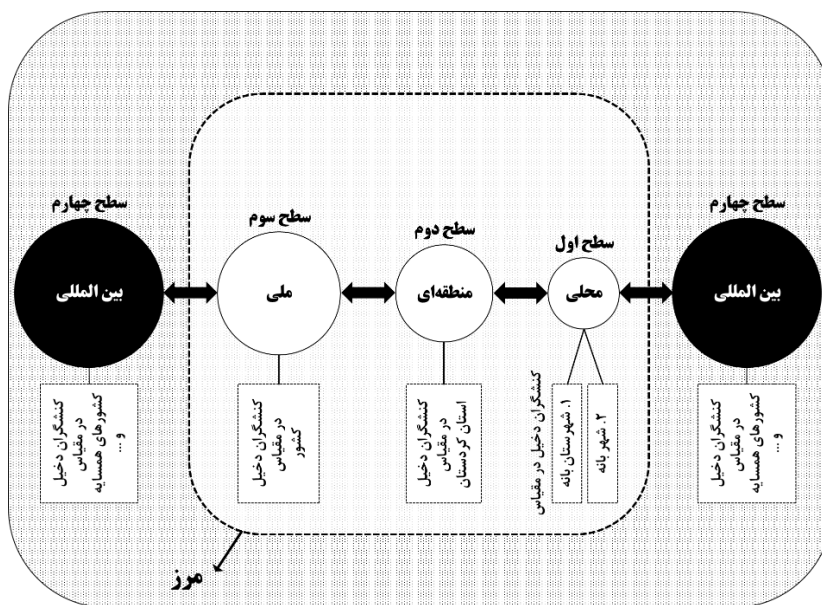 سطح چهارم
بین المللی
کنشگران دخیل
در مقیاس
کشورهای همسایه
و ...
سطح اول
محلی
کنشگران دخیل در مقیاس
۱. شهرستان بانه
۲. شهر بانه
سطح دوم
منطقه‌ای
کنشگران دخیل
در مقیاس
استان کردستان
سطح سوم
ملی
کنشگران دخیل
در مقیاس
کشور
سطح چهارم
بین المللی
کنشگران دخیل
در مقیاس
کشورهای همسایه
و ...
مرز